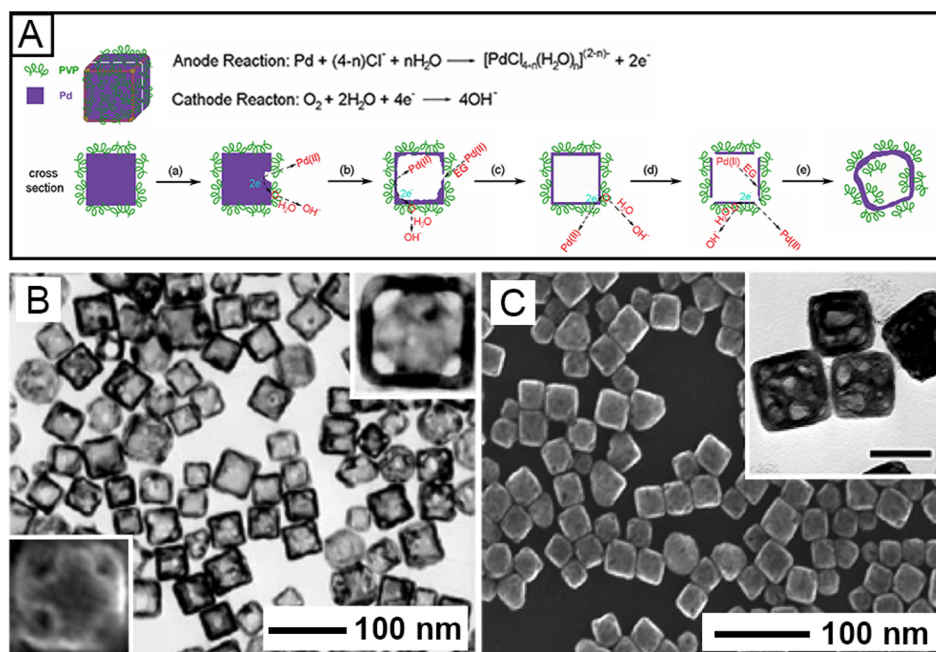 A
PVP
Pd
Anode Reaction: Pd + (4-n)Cl⁻ + nH₂O → [PdCl₄₋ₙ(H₂O)ₙ]⁽²⁻ⁿ⁾⁻ + 2e⁻
Cathode Reacton: O₂ + 2H₂O + 4e⁻ → 4OH⁻
cross
section
(a)
Pd(II)
2e⁻
H₂O
OH⁻
(b)
Pd(II)
Pd(II)
EG
2e⁻
H₂O
OH⁻
(c)
2e⁻
H₂O
Pd(II)
OH⁻
(d)
Pd(II)
EG
H₂O
2e⁻
OH⁻
Pd(II)
(e)
B
100 nm
C
100 nm